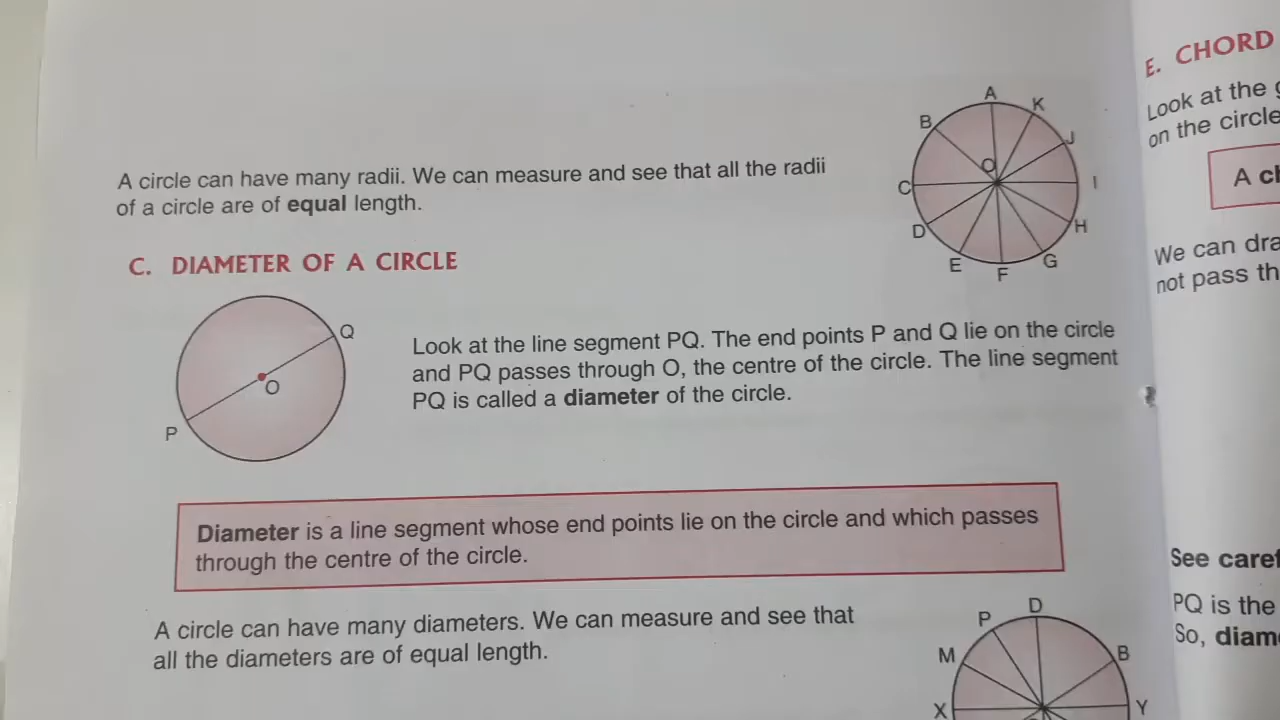 A circle can have many radii. We can measure and see that all the radii
of a circle are of equal length.
A
K
B
J
O
C
I
D
H
E
G
F
C. DIAMETER OF A CIRCLE
Q
O
P
Look at the line segment PQ. The end points P and Q lie on the circle
and PQ passes through O, the centre of the circle. The line segment
PQ is called a diameter of the circle.
Diameter is a line segment whose end points lie on the circle and which passes
through the centre of the circle.
A circle can have many diameters. We can measure and see that
all the diameters are of equal length.
D
P
M
B
X
Y
E. CHORD
Look at the
on the circle
A
We can
not pass
See
PQ is the
So,